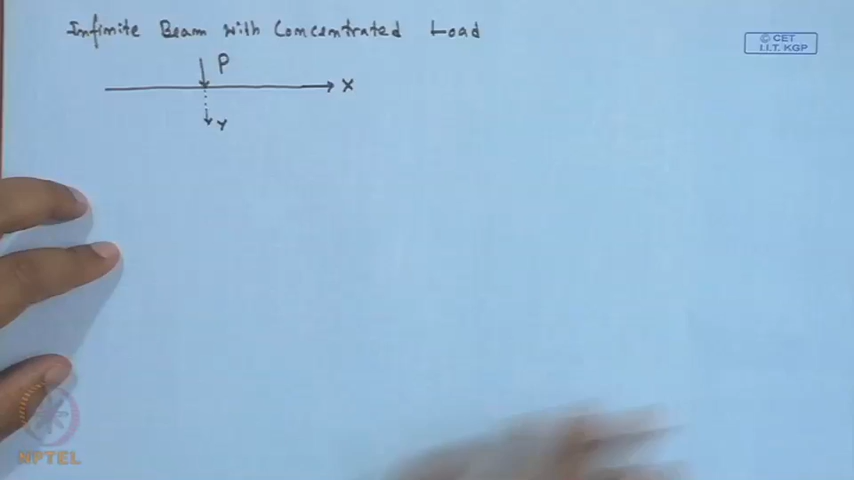 Infinite Beam with Concentrated Load
© CET
I.I.T. KGP
P
X
Y
NPTEL